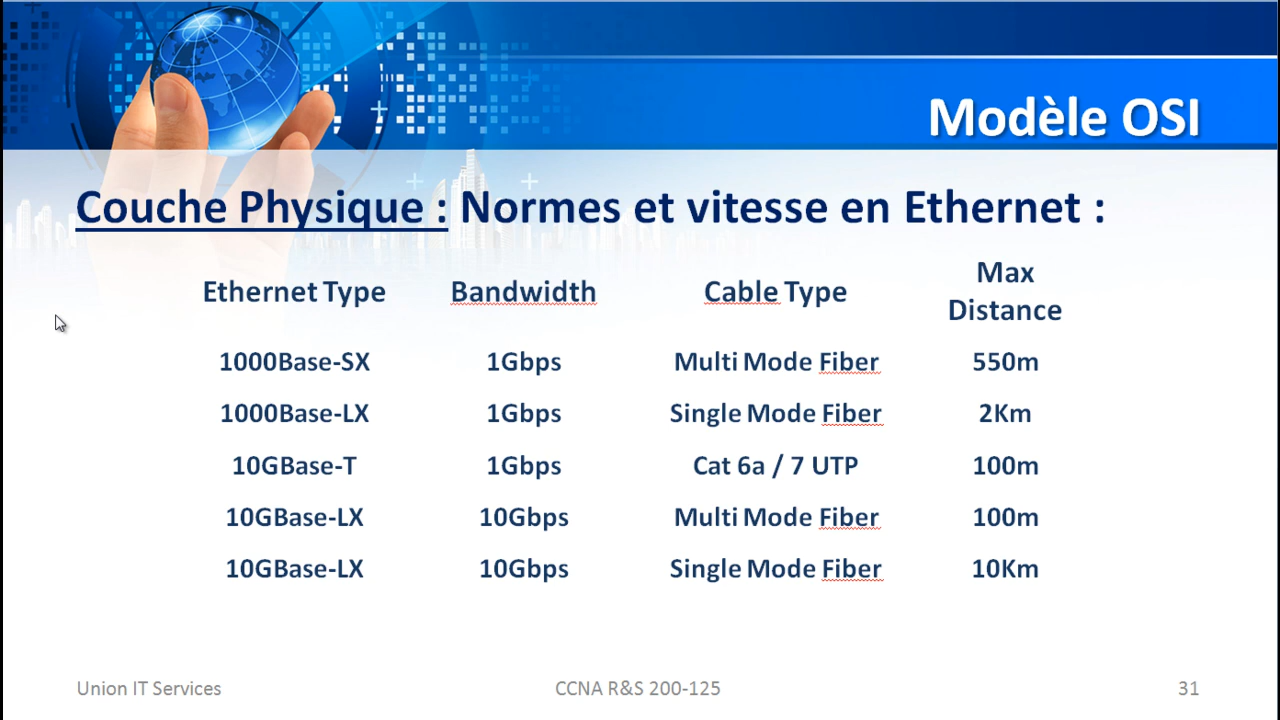 Modèle OSI
Couche Physique : Normes et vitesse en Ethernet :
Ethernet Type Bandwidth Cable Type Max Distance
1000Base-SX 1Gbps Multi Mode Fiber 550m
1000Base-LX 1Gbps Single Mode Fiber 2Km
10GBase-T 1Gbps Cat 6a / 7 UTP 100m
10GBase-LX 10Gbps Multi Mode Fiber 100m
10GBase-LX 10Gbps Single Mode Fiber 10Km
Union IT Services CCNA R&S 200-125 31